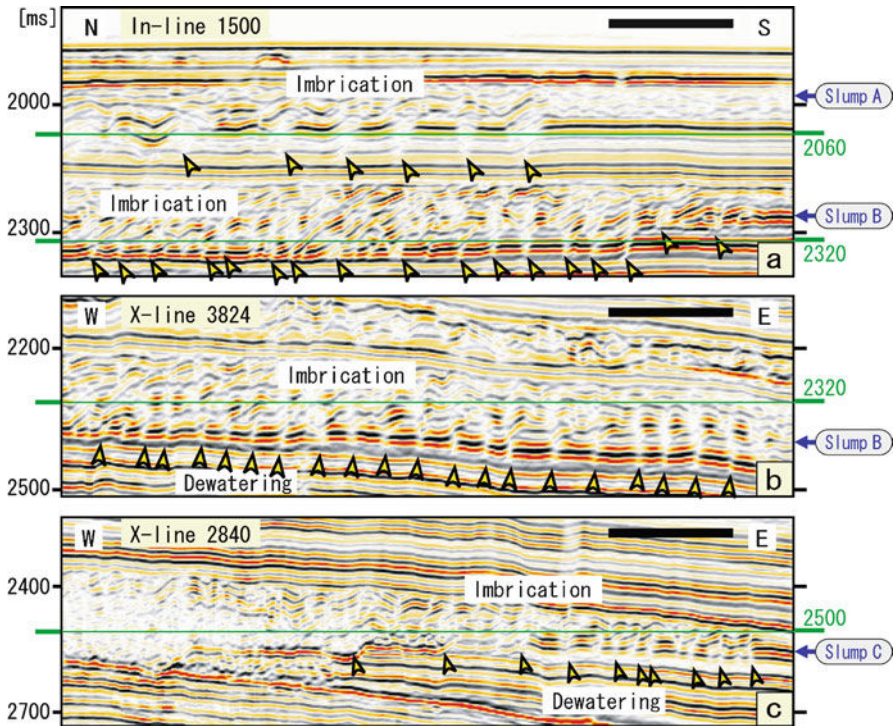 [ms]
N In-line 1500 S
Imbrication
2000
Slump A
2060
Imbrication
2300
Slump B
2320
a
W X-line 3824 E
2200
Imbrication
2320
Slump B
2500
Dewatering
b
W X-line 2840 E
2400
Imbrication
2500
Slump C
Dewatering
2700
c